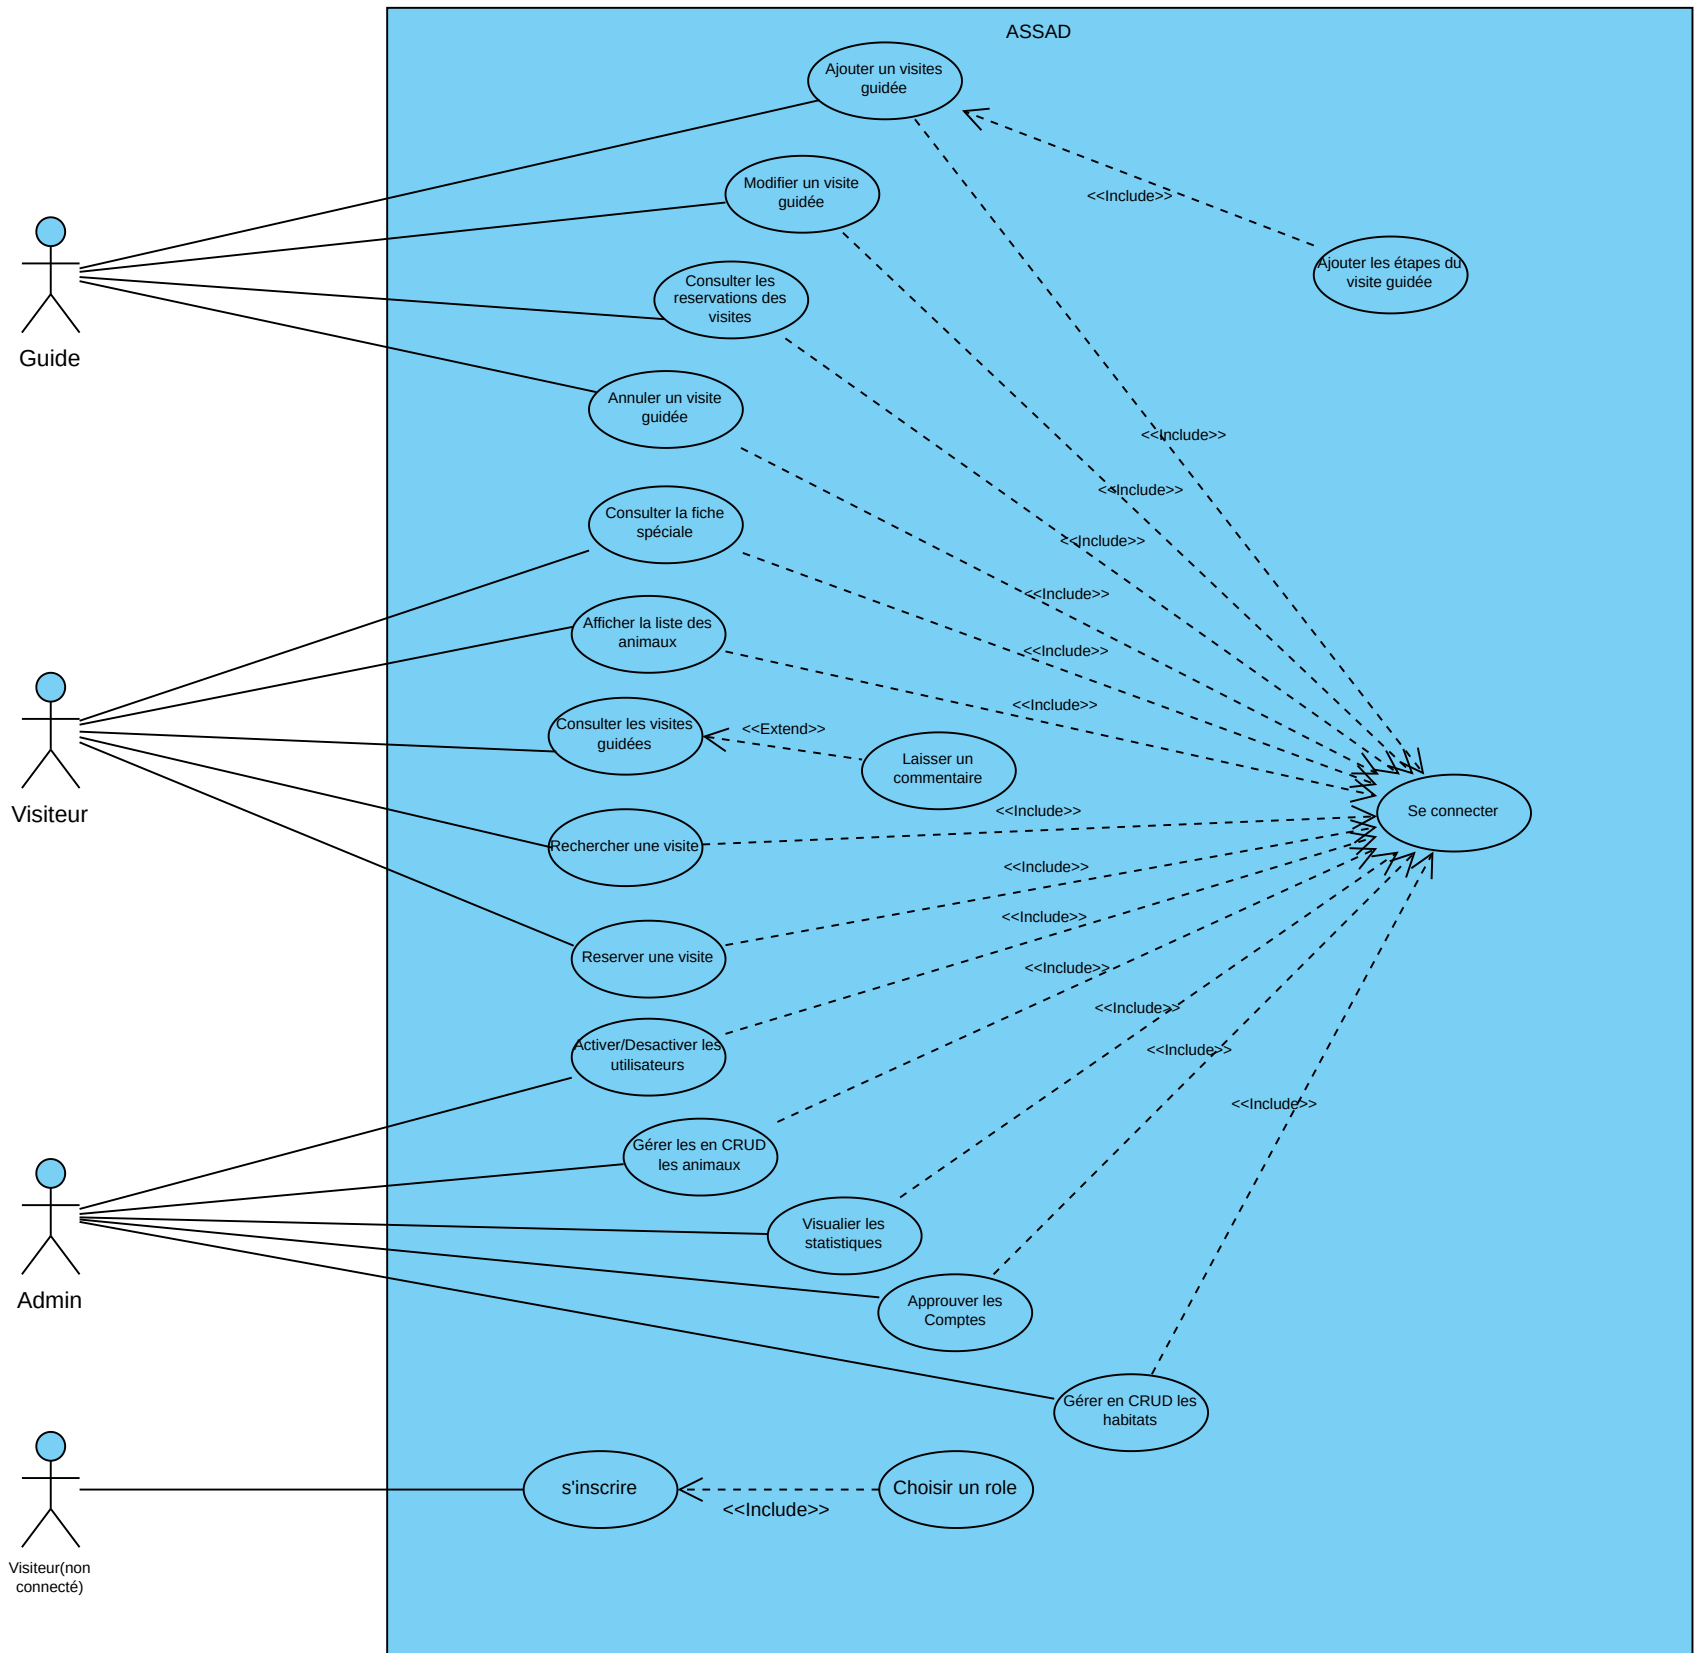 ASSAD
Ajouter un visites
guidée
Modifier un visite
guidée
<<Include>>
Ajouter les étapes du
visite guidée
Consulter les
reservations des
visites
Guide
Annuler un visite
guidée
<<Include>>
<<Include>>
Consulter la fiche
spéciale
<<Include>>
<<Include>>
Afficher la liste des
animaux
<<Include>>
<<Include>>
Consulter les visites
guidées
<<Extend>>
Laisser un
commentaire
Visiteur
Se connecter
<<Include>>
Rechercher une visite
<<Include>>
<<Include>>
Reserver une visite
<<Include>>
<<Include>>
Activer/Desactiver les
utilisateurs
<<Include>>
<<Include>>
Gérer les en CRUD
les animaux
Visualier les
statistiques
Admin
Approuver les
Comptes
Gérer en CRUD les
habitats
s'inscrire
<<Include>>
Choisir un role
Visiteur(non
connecté)